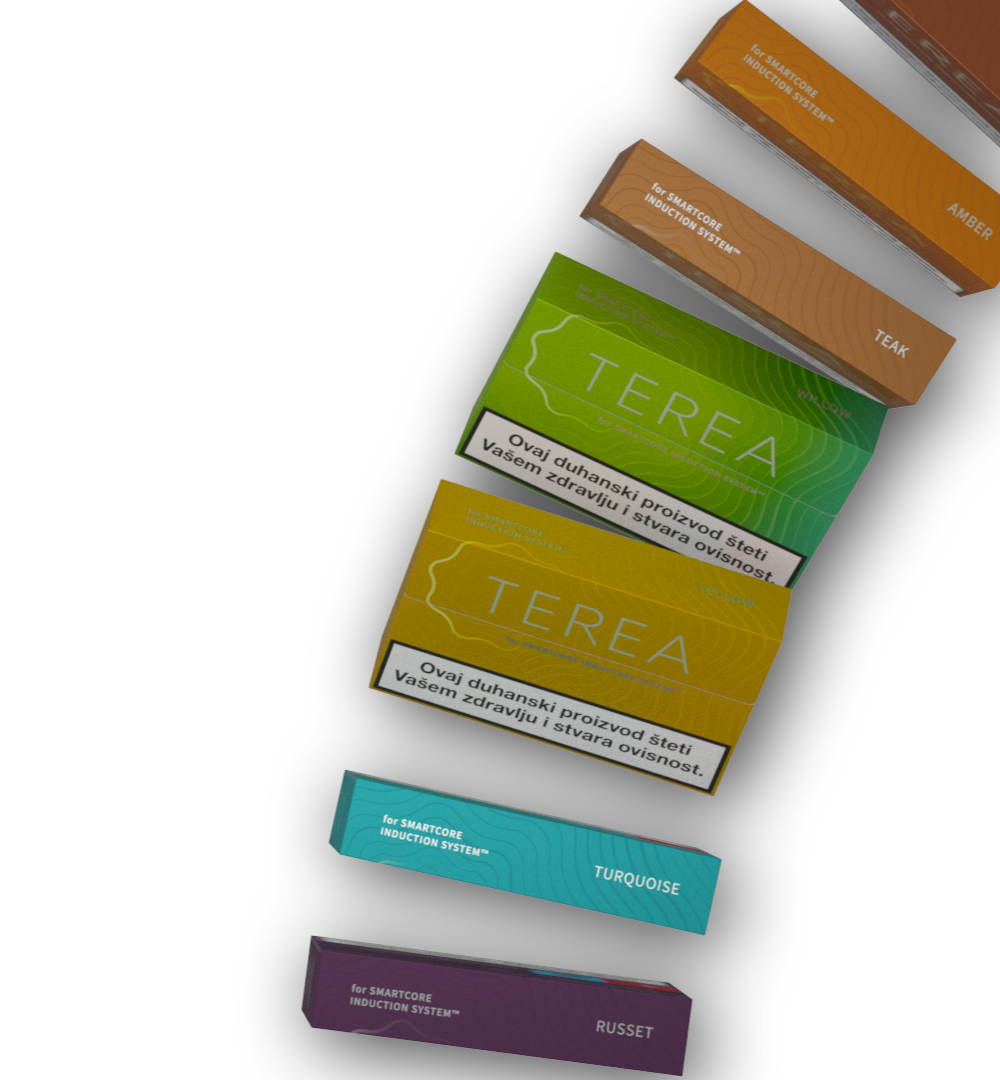 EREA
for SMARTCORE
INDUCTION SYSTEM™
AMBER
for SMARTCORE
INDUCTION SYSTEM™
TEAK
for SMARTCORE
INDUCTION SYSTEM™
WILLOW
TEREA
for SMARTCORE INDUCTION SYSTEM™
Ovaj duhanski proizvod šteti
Vašem zdravlju i stvara ovisnost.
for SMARTCORE
INDUCTION SYSTEM™
YELLOW
TEREA
for SMARTCORE INDUCTION SYSTEM™
Ovaj duhanski proizvod šteti
Vašem zdravlju i stvara ovisnost.
for SMARTCORE
INDUCTION SYSTEM™
TURQUOISE
for SMARTCORE
INDUCTION SYSTEM™
RUSSET